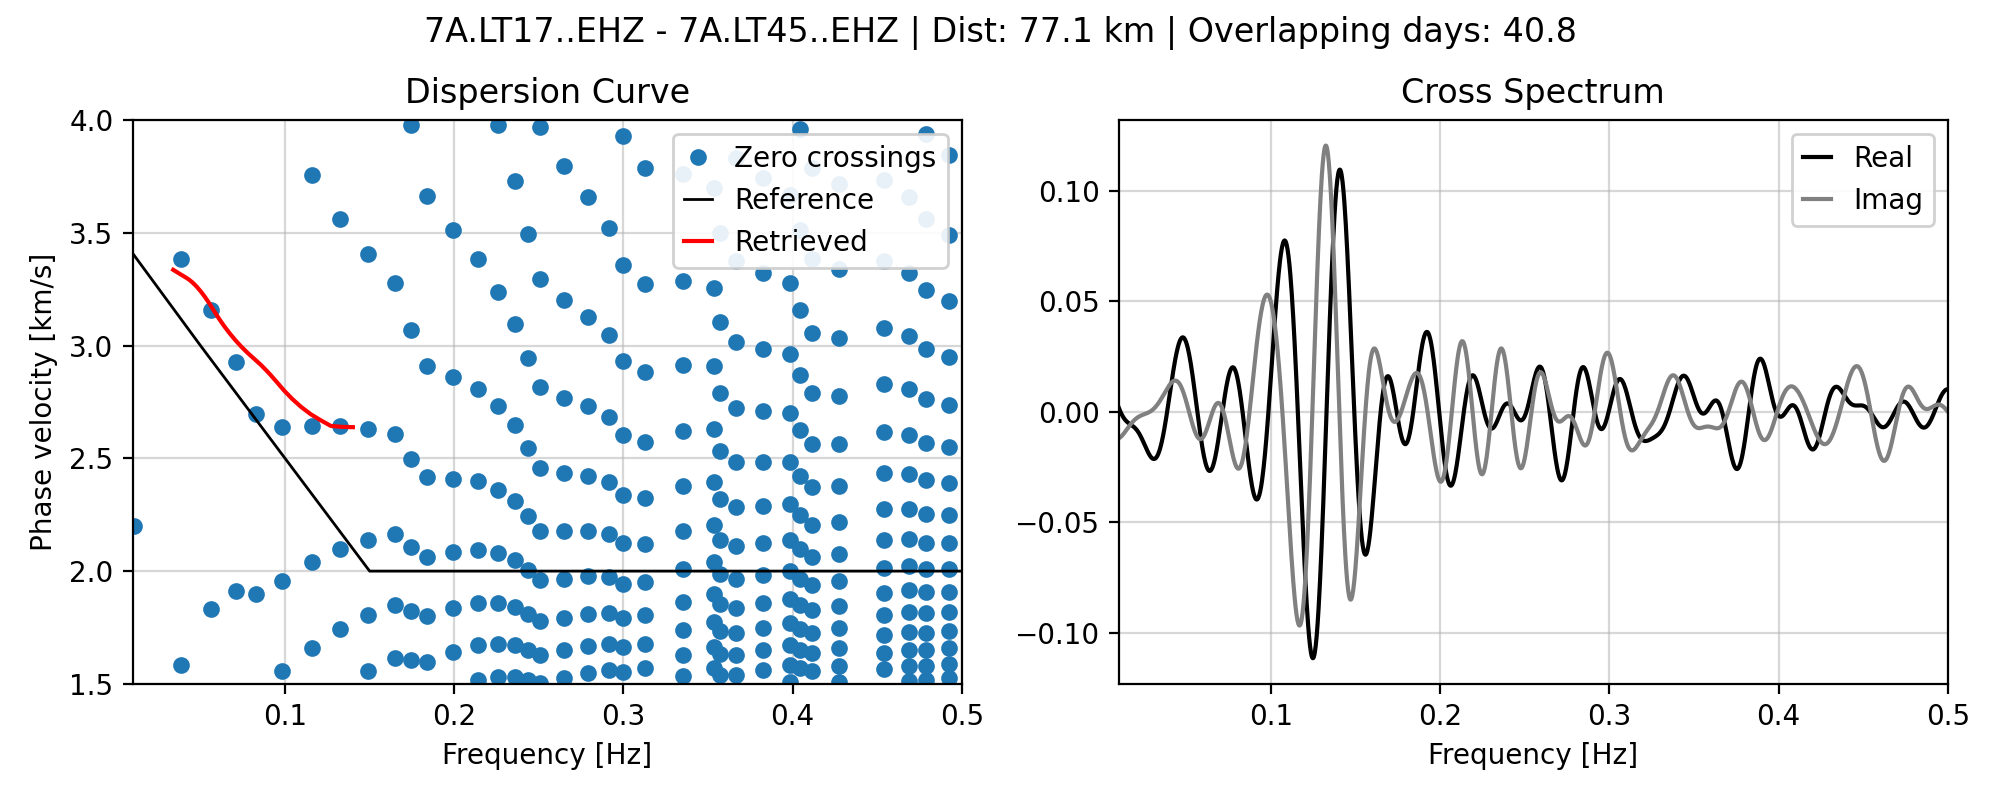 7A.LT17..EHZ - 7A.LT45..EHZ | Dist: 77.1 km | Overlapping days: 40.8
Dispersion Curve
4.0
3.5
3.0
2.5
2.0
1.5
Phase velocity [km/s]
0.1
0.2
0.3
0.4
0.5
Frequency [Hz]
Zero crossings
Reference
Retrieved
Cross Spectrum
0.10
0.05
0.00
−0.05
−0.10
0.1
0.2
0.3
0.4
0.5
Frequency [Hz]
Real
Imag